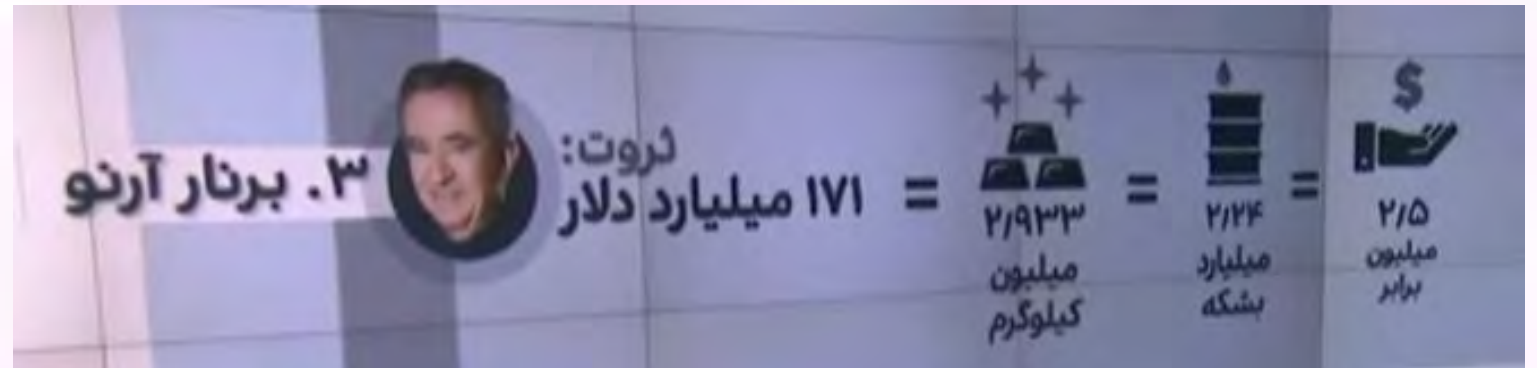 ۳. برنار آرنو
ثروت:
۱۷۱ میلیارد دلار
=
۲٫۹۳۳
میلیون
کیلوگرم
=
۲٫۲۴
میلیارد
بشکه
=
$
۲٫۵
میلیون
برابر